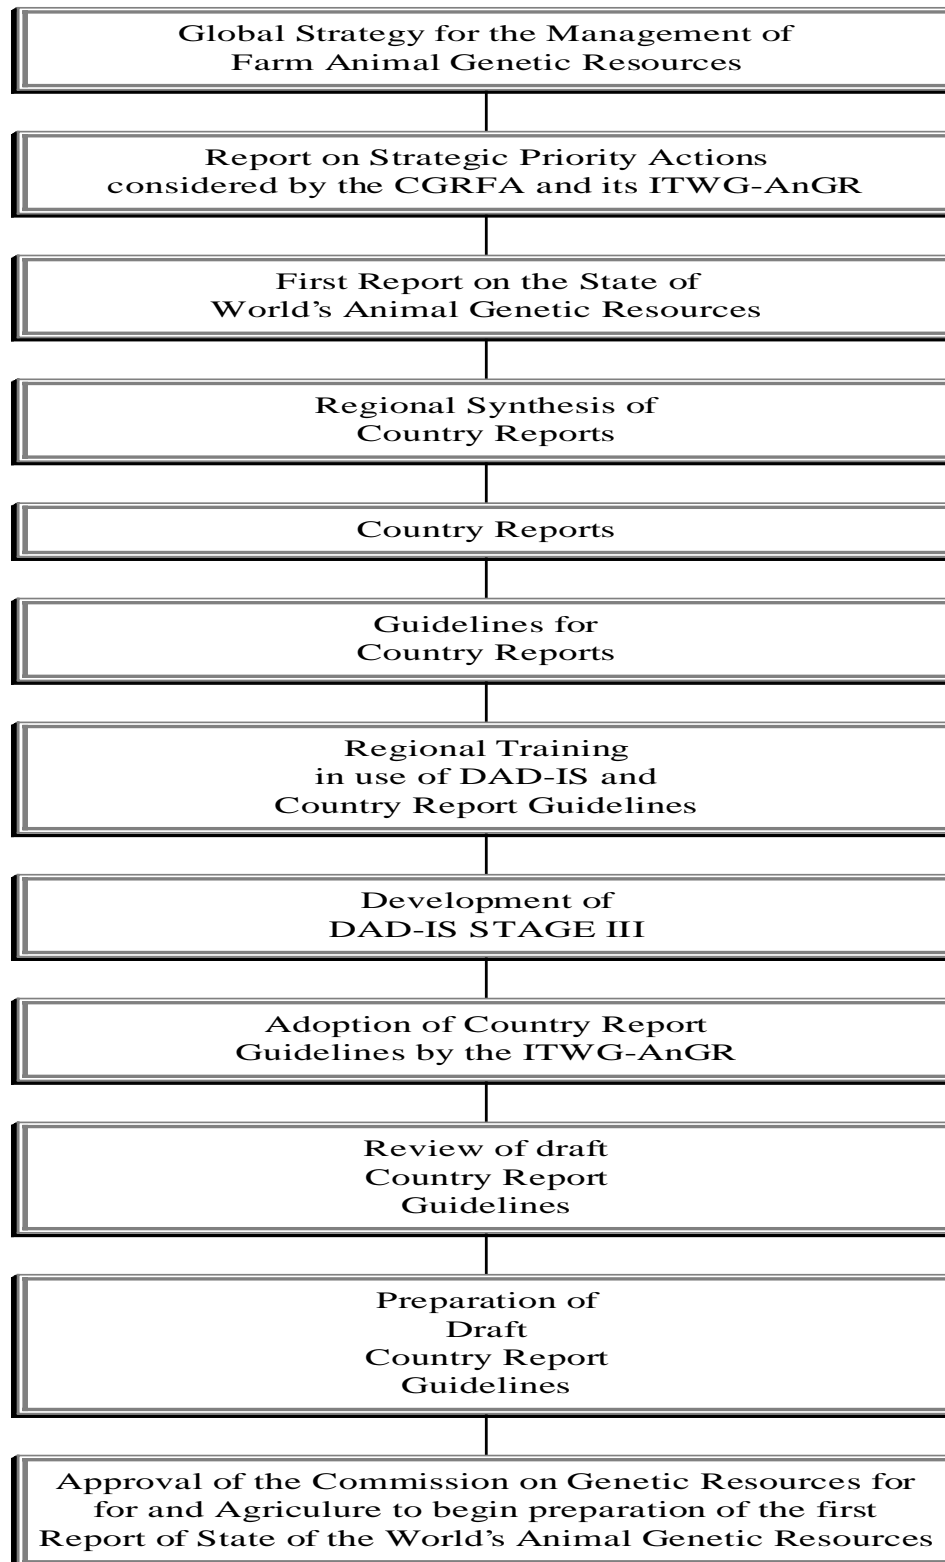 Global Strategy for the Management of
Farm Animal Genetic Resources
Report on Strategic Priority Actions
considered by the CGRFA and its ITWG-AnGR
First Report on the State of
World's Animal Genetic Resources
Regional Synthesis of
Country Reports
Country Reports
Guidelines for
Country Reports
Regional Training
in use of DAD-IS and
Country Report Guidelines
Development of
DAD-IS STAGE III
Adoption of Country Report
Guidelines by the ITWG-AnGR
Review of draft
Country Report
Guidelines
Preparation of
Draft
Country Report
Guidelines
Approval of the Commission on Genetic Resources for
for and Agriculure to begin preparation of the first
Report of State of the World's Animal Genetic Resources